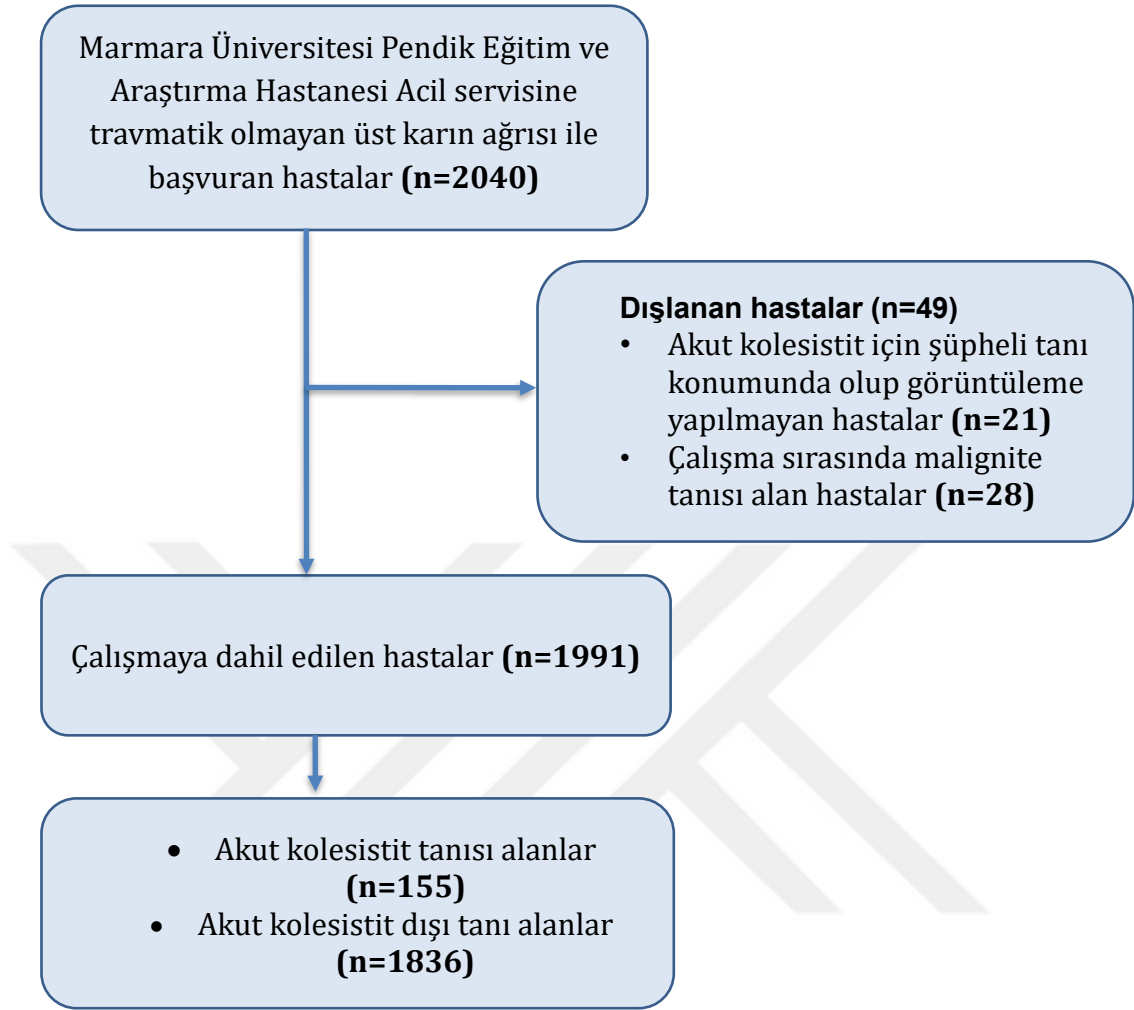 Marmara Üniversitesi Pendik Eğitim ve
Araştırma Hastanesi Acil servisine
travmatik olmayan üst karın ağrısı ile
başvuran hastalar (n=2040)
Dışlanan hastalar (n=49)
• Akut kolesistit için şüpheli tanı
konumunda olup görüntüleme
yapılmayan hastalar (n=21)
• Çalışma sırasında malignite
tanısı alan hastalar (n=28)
Çalışmaya dahil edilen hastalar (n=1991)
• Akut kolesistit tanısı alanlar
(n=155)
• Akut kolesistit dışı tanı alanlar
(n=1836)